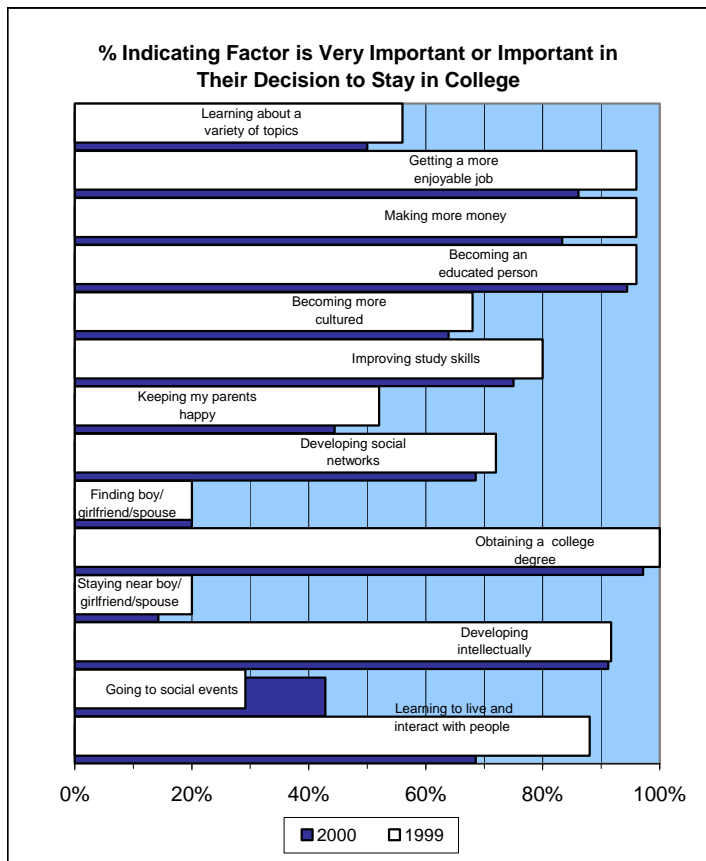 % Indicating Factor is Very Important or Important in
Their Decision to Stay in College
Learning about a
variety of topics
Getting a more
enjoyable job
Making more money
Becoming an
educated person
Becoming more
cultured
Improving study skills
Keeping my parents
happy
Developing social
networks
Finding boy/
girlfriend/spouse
Obtaining a college
degree
Staying near boy/
girlfriend/spouse
Developing
intellectually
Going to social events
Learning to live and
interact with people
0% 20% 40% 60% 80% 100%
2000 1999